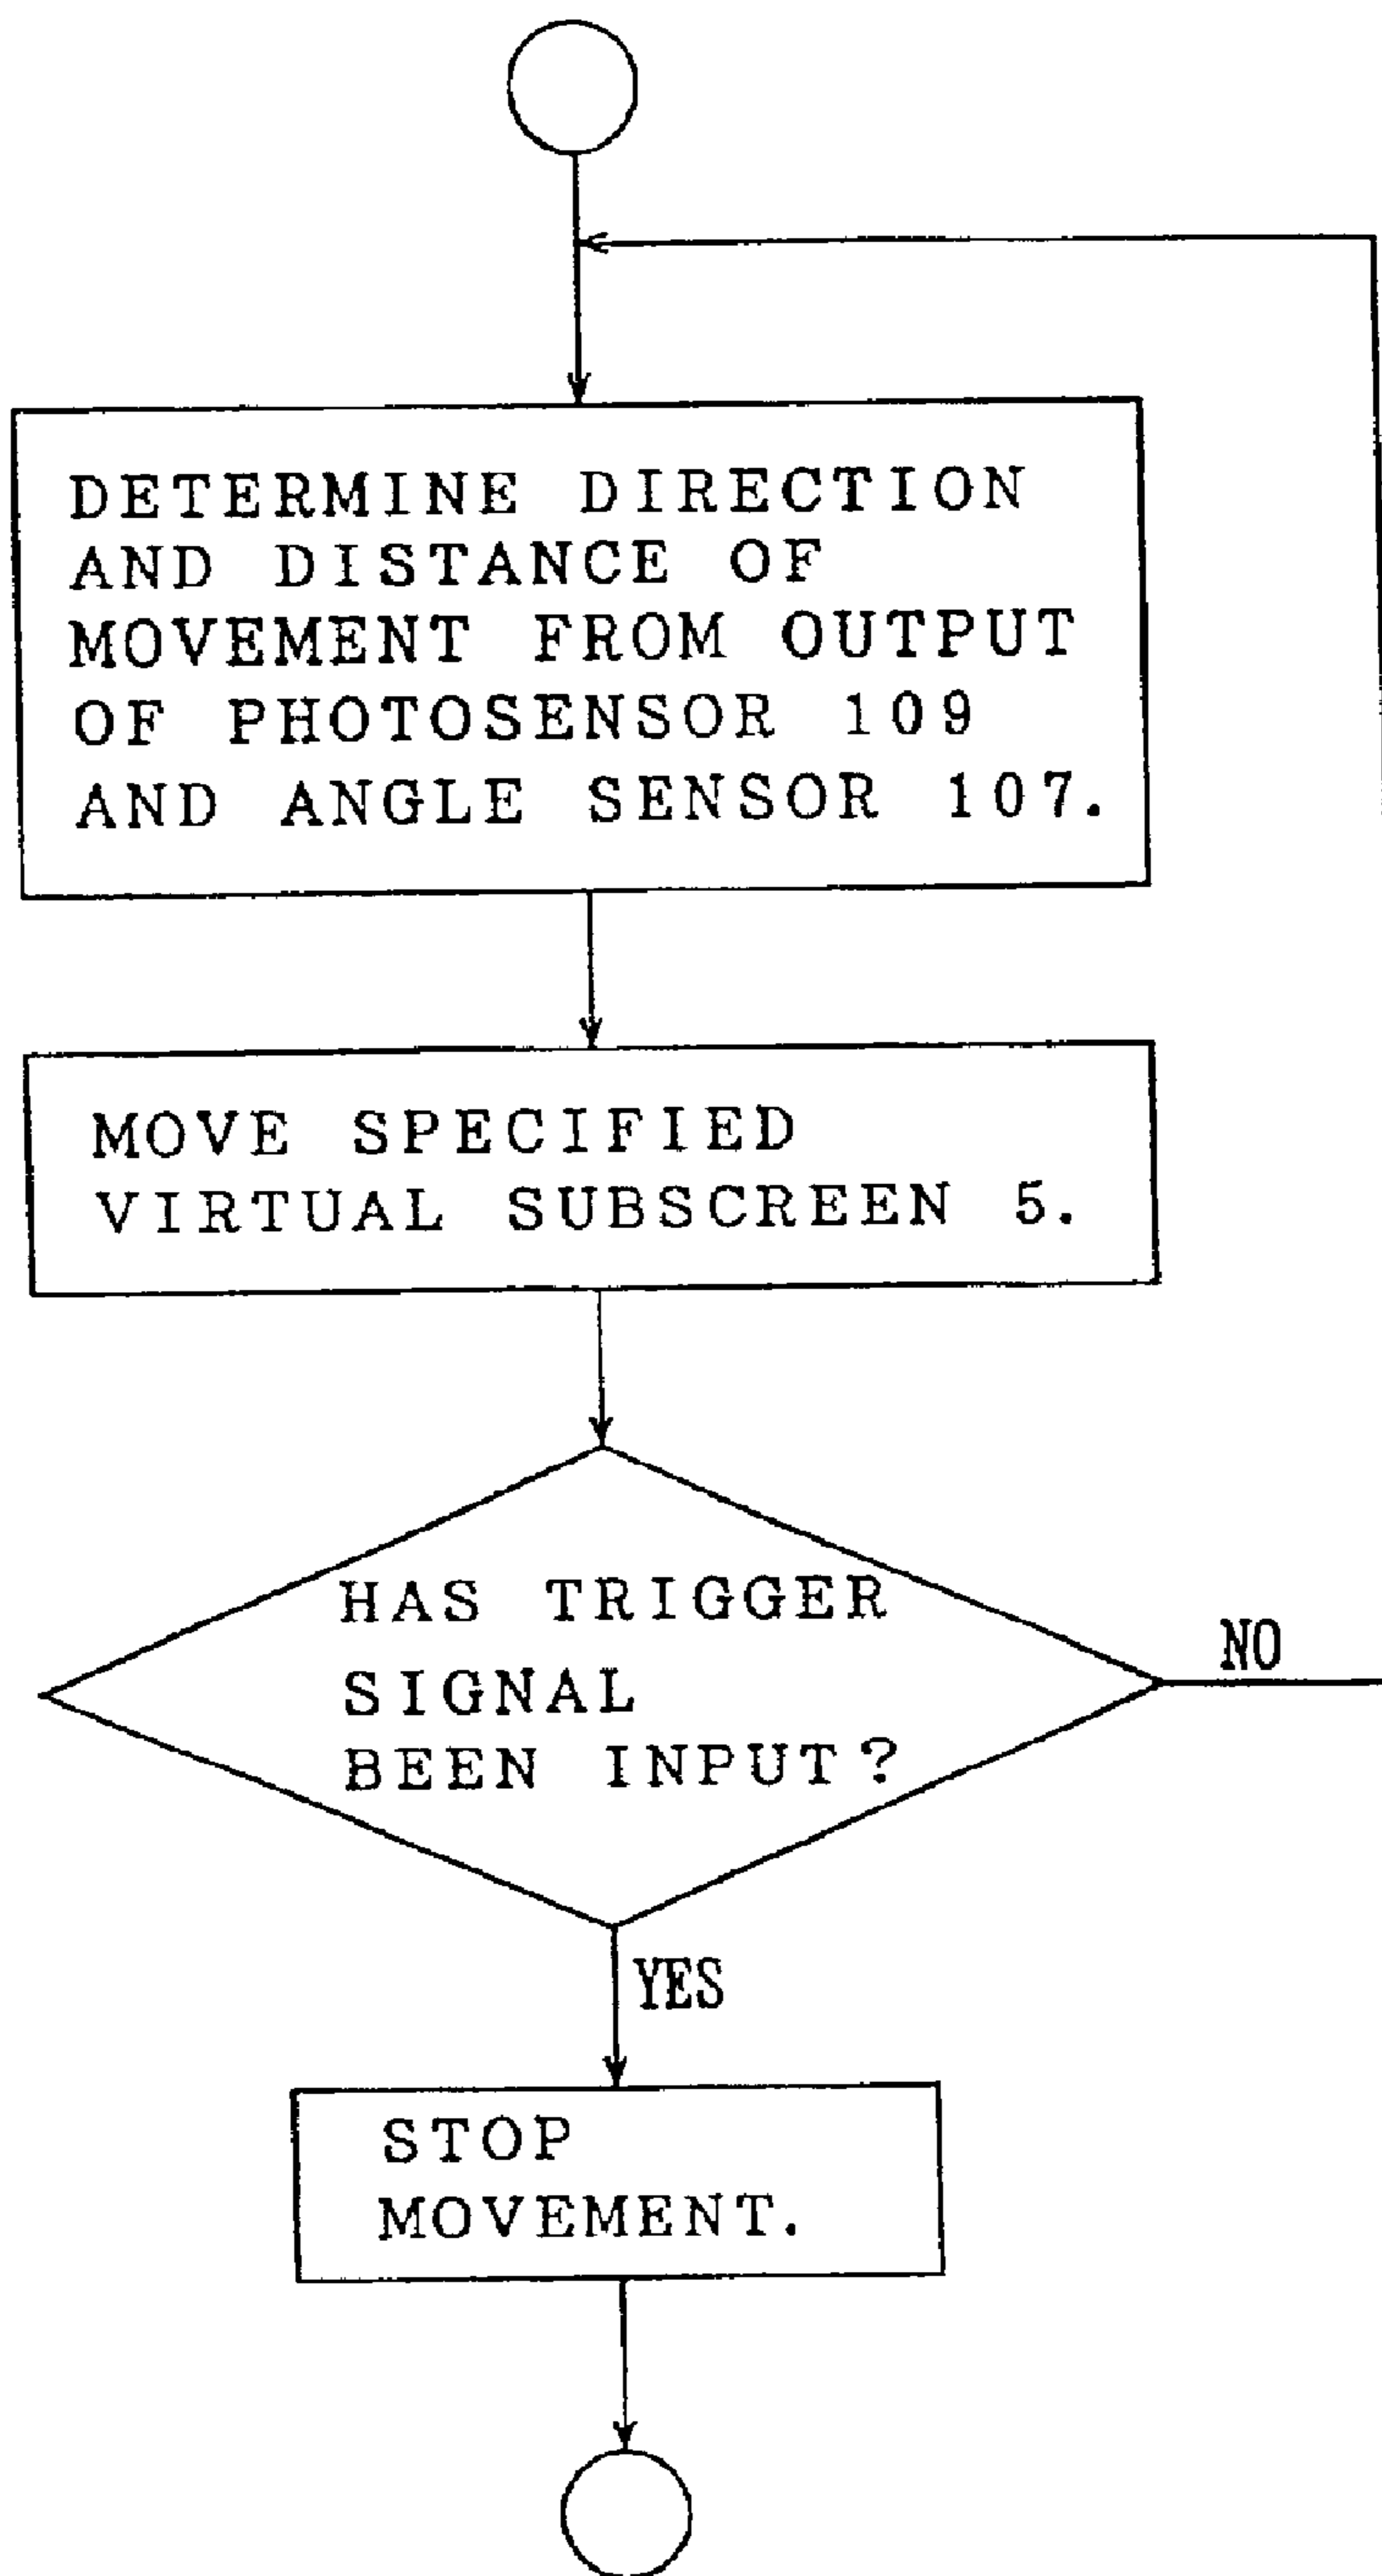 DETERMINE DIRECTION
AND DISTANCE OF
MOVEMENT FROM OUTPUT
OF PHOTOSENSOR 109
AND ANGLE SENSOR 107.
MOVE SPECIFIED
VIRTUAL SUBSCREEN 5.
HAS TRIGGER
SIGNAL
BEEN INPUT?
NO
YES
STOP
MOVEMENT.